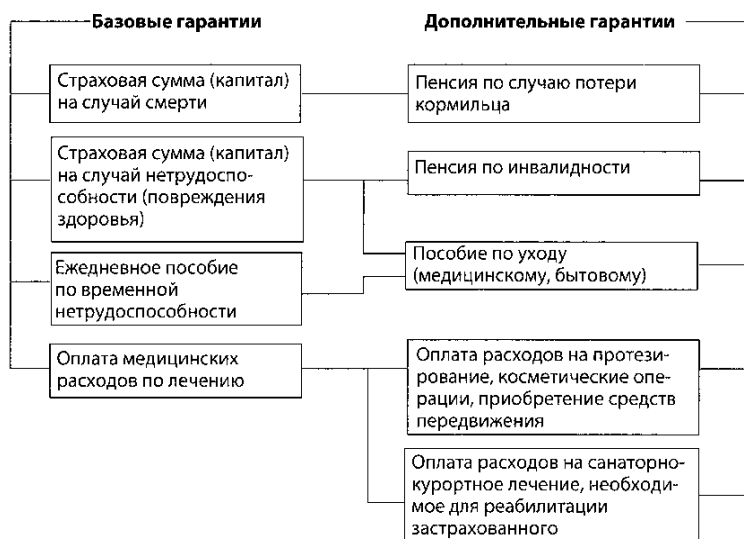 Базовые гарантии
Дополнительные гарантии
Страховая сумма (капитал)
на случай смерти
Пенсия по случаю потери
кормильца
Страховая сумма (капитал)
на случай нетрудоспо-
собности (повреждения
здоровья)
Пенсия по инвалидности
Ежедневное пособие
по временной
нетрудоспособности
Пособие по уходу
(медицинскому, бытовому)
Оплата медицинских
расходов по лечению
Оплата расходов на протези-
рование, косметические опе-
рации, приобретение средств
передвижения
Оплата расходов на санаторно-
курортное лечение, необходи-
мое для реабилитации
застрахованного